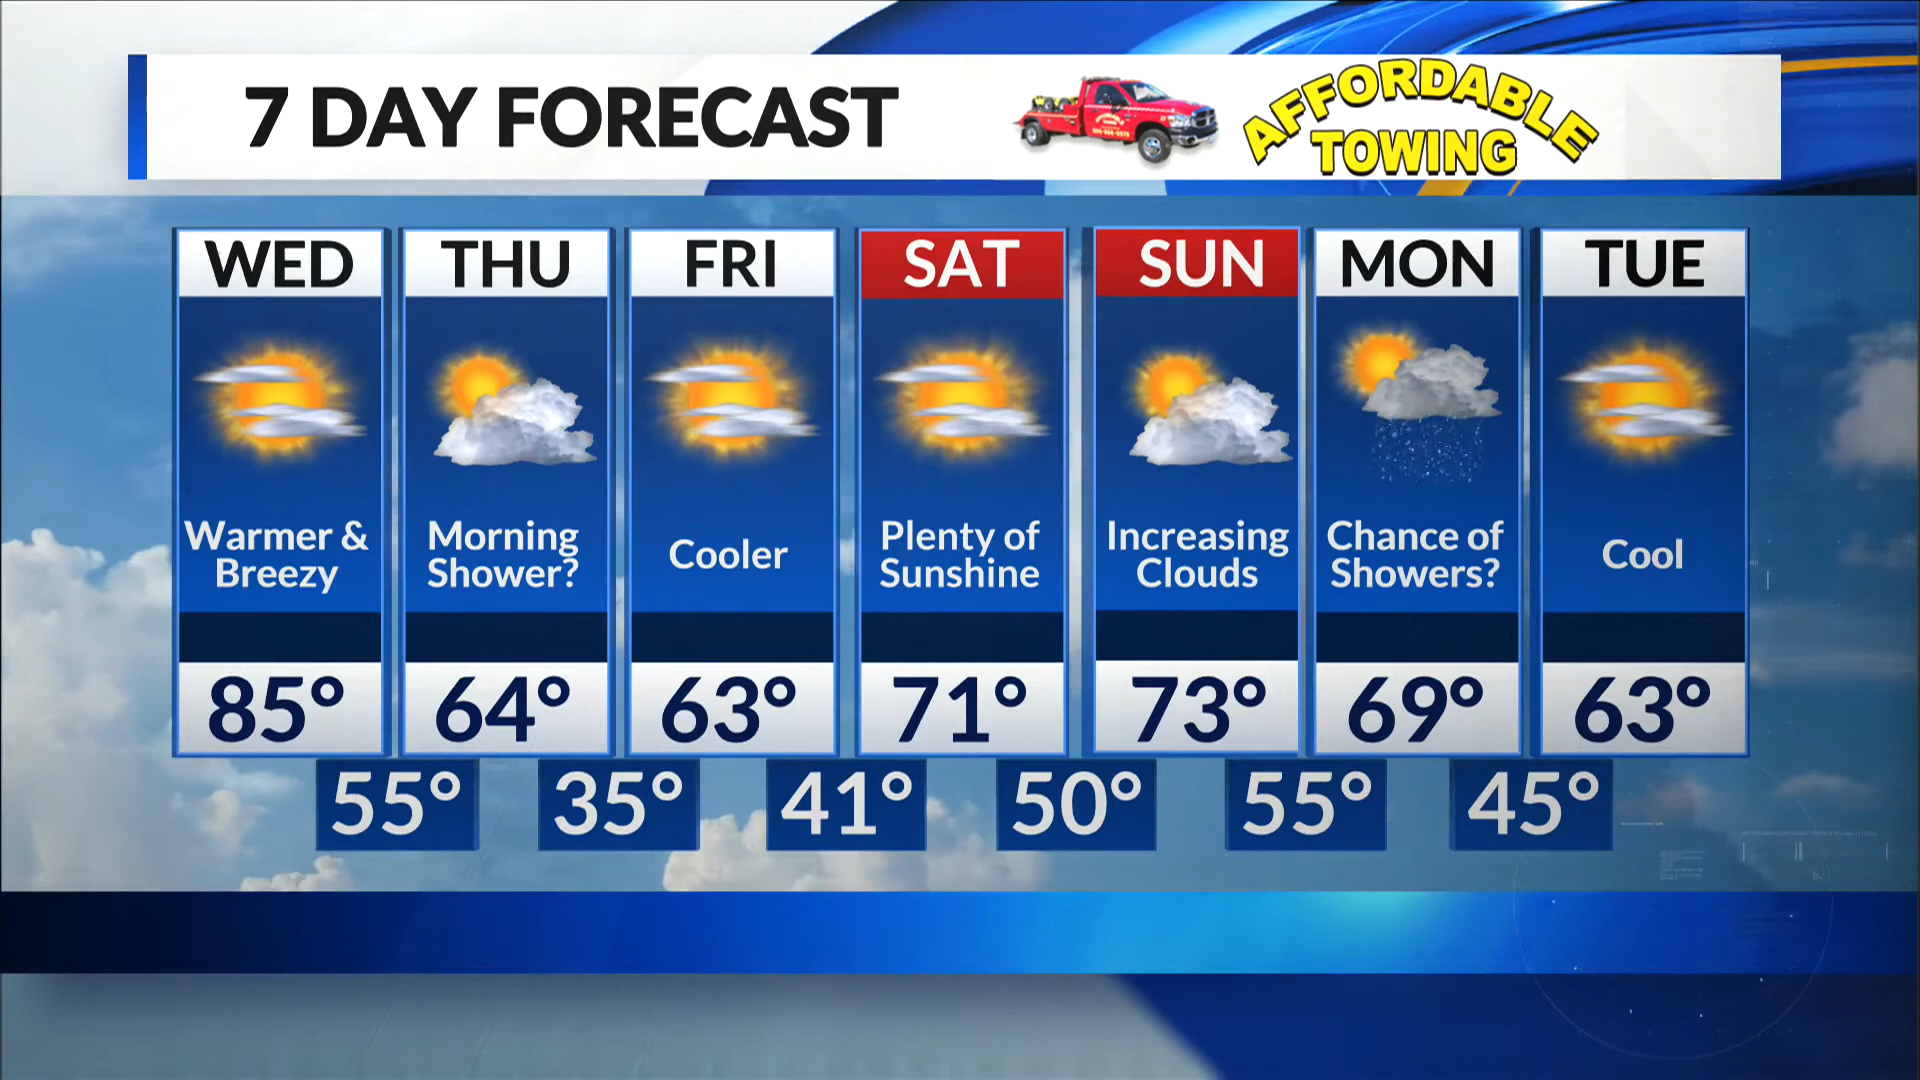 7 DAY FORECAST
AFFORDABLE
TOWING
WED
THU
FRI
SAT
SUN
MON
TUE
Warmer &
Breezy
Morning
Shower?
Cooler
Plenty of
Sunshine
Increasing
Clouds
Chance of
Showers?
Cool
85°
64°
63°
71°
73°
69°
63°
55°
35°
41°
50°
55°
45°